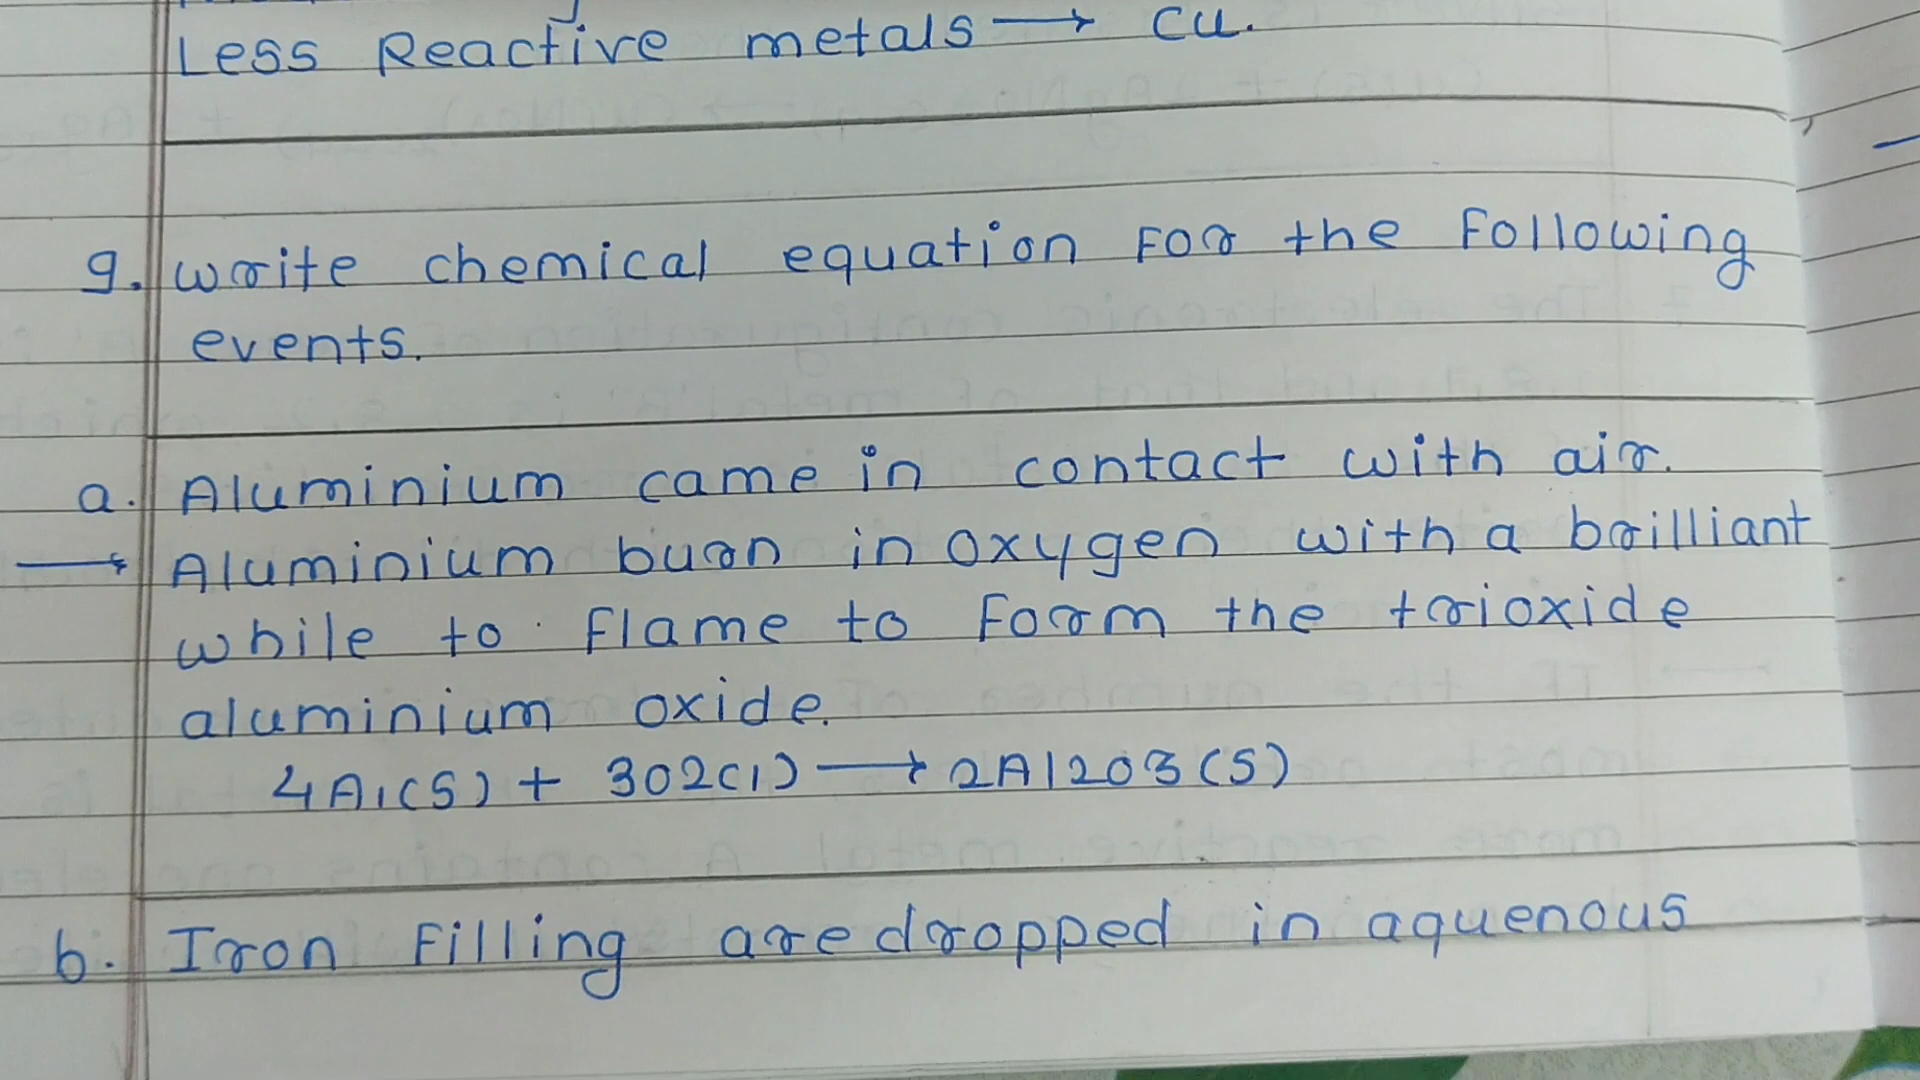 Less Reactive metals → Cu.
9. write chemical equation For the Following
events.
a. Aluminium came in contact with air.
→ Aluminium burn in oxygen with a brilliant
while to flame to form the trioxide
aluminium oxide.
4Al(s) + 3O2(l) → 2Al2O3(s)
b. Iron Filling are dropped in aquenous